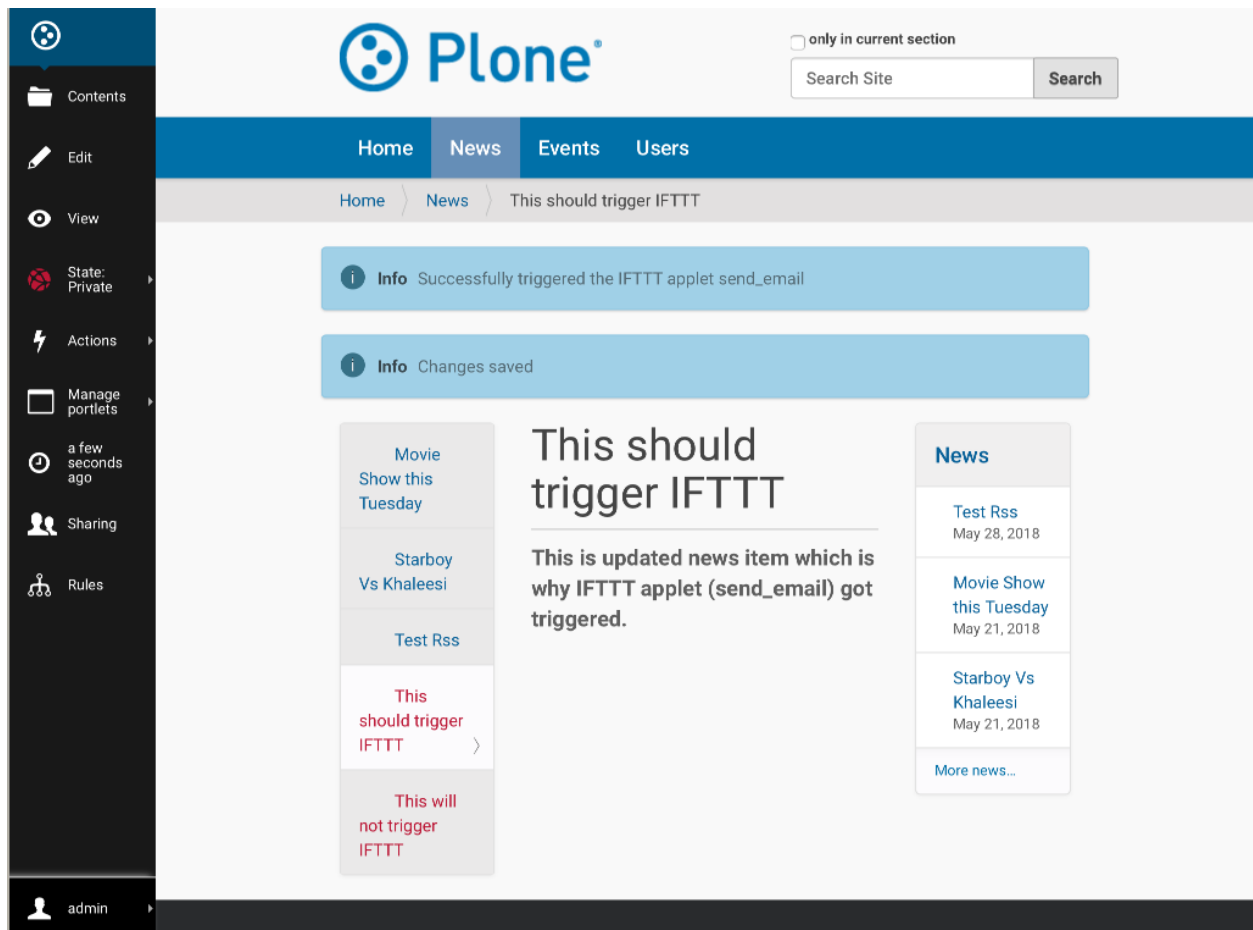 Contents
Edit
View
State:
Private
Actions
Manage
portlets
a few
seconds
ago
Sharing
Rules
admin
Plone®
only in current section
Search Site
Search
Home
News
Events
Users
Home
News
This should trigger IFTTT
Info Successfully triggered the IFTTT applet send_email
Info Changes saved
Movie
Show this
Tuesday
Starboy
Vs Khaleesi
Test Rss
This
should trigger
IFTTT
This will
not trigger
IFTTT
This should
trigger IFTTT
This is updated news item which is
why IFTTT applet (send_email) got
triggered.
News
Test Rss
May 28, 2018
Movie Show
this Tuesday
May 21, 2018
Starboy Vs
Khaleesi
May 21, 2018
More news…